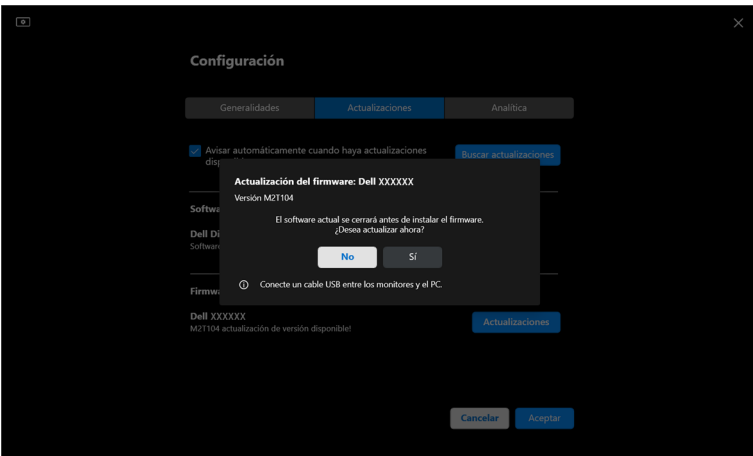 Configuración
Generalidades
Actualizaciones
Analítica
Avisar automáticamente cuando haya actualizaciones
Buscar actualizaciones
Actualización del firmware: Dell XXXXXX
Versión M2T104
El software actual se cerrará antes de instalar el firmware.
¿Desea actualizar ahora?
No
Sí
Conecte un cable USB entre los monitores y el PC.
Dell
Dell XXXXXX
M2T104 actualización de versión disponible!
Actualizaciones
Cancelar
Aceptar